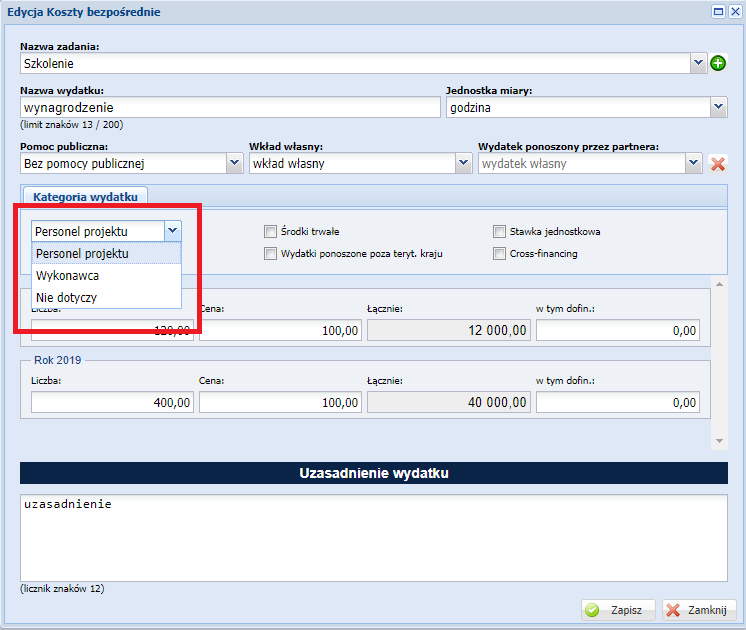 Edycja Koszty bezpośrednie
Nazwa zadania:
Szkolenie
Nazwa wydatku: Jednostka miary:
wynagrodzenie godzina
(limit znaków 13 / 200)
Pomoc publiczna: Wkład własny: Wydatek ponoszony przez partnera:
Bez pomocy publicznej wkład własny wydatek własny
Kategoria wydatku
Personel projektu Środki trwałe Stawka jednostkowa
Personel projektu Wydatki ponoszone poza teryt. kraju Cross-financing
Wykonawca
Nie dotyczy
Liczba: Cena: Łącznie: w tym dofin.:
120,00 100,00 12 000,00 0,00
Rok 2019
Liczba: Cena: Łącznie: w tym dofin.:
400,00 100,00 40 000,00 0,00
Uzasadnienie wydatku
uzasadnienie
(licznik znaków 12)
Zapisz Zamknij